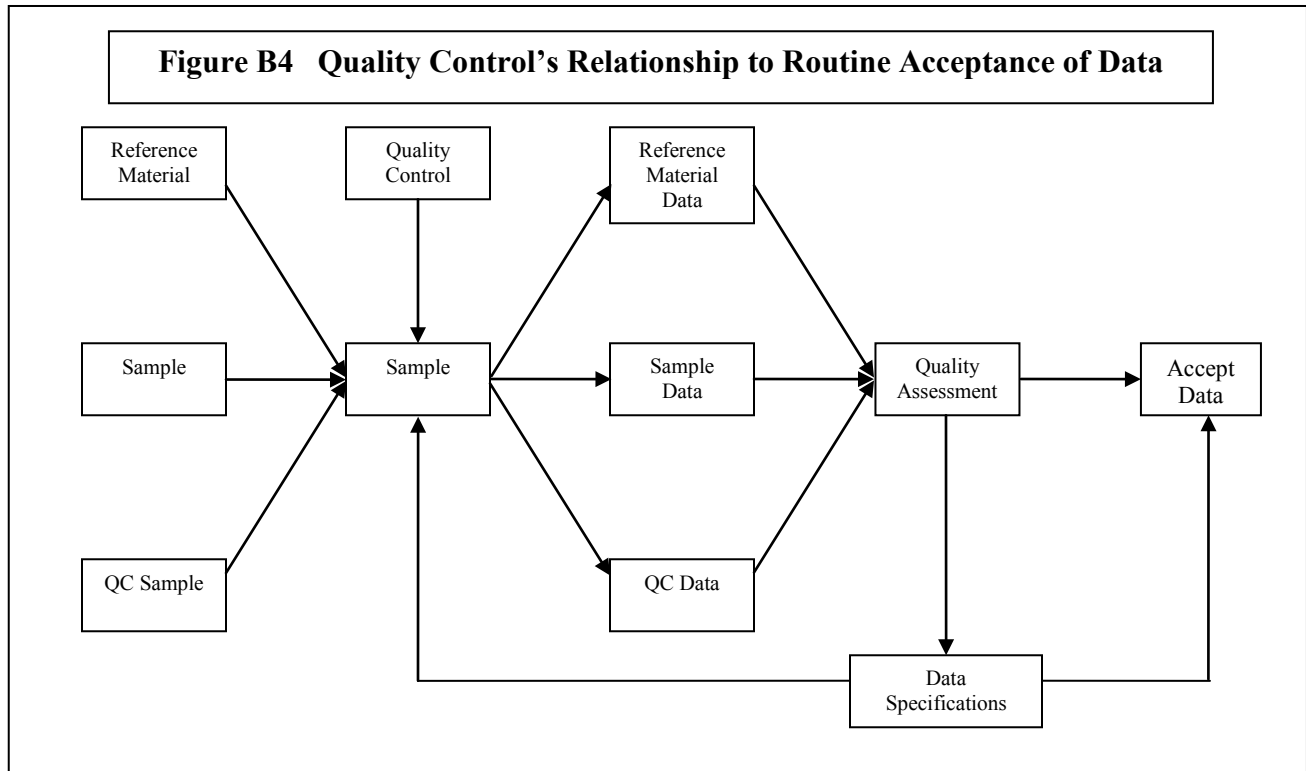 Figure B4 Quality Control’s Relationship to Routine Acceptance of Data
Reference
Material
Quality
Control
Reference
Material
Data
Sample
Sample
Sample
Data
Quality
Assessment
Accept
Data
QC Sample
QC Data
Data
Specifications